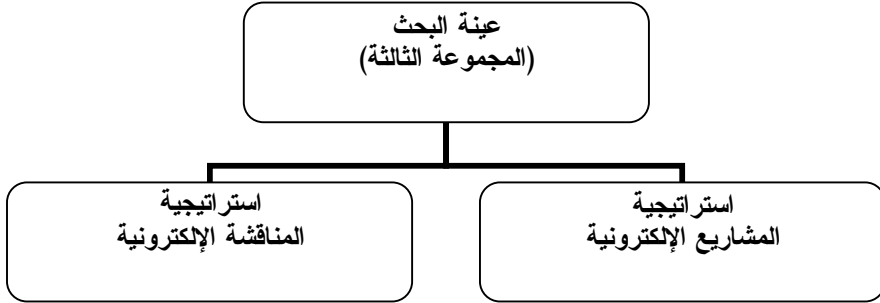 عينة البحث
(المجموعة الثالثة)
استراتيجية
المشاريع الإلكترونية
استراتيجية
المناقشة الإلكترونية